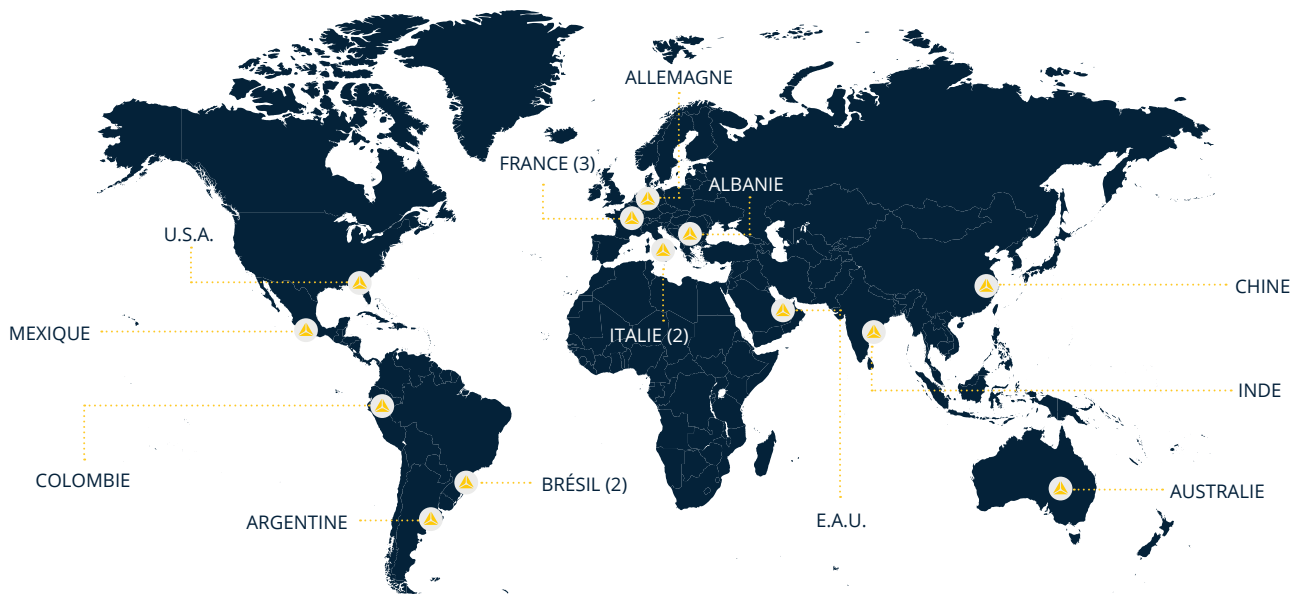 ALLEMAGNE
FRANCE (3)
ALBANIE
U.S.A.
CHINE
MEXIQUE
ITALIE (2)
INDE
COLOMBIE
BRÉSIL (2)
AUSTRALIE
ARGENTINE
E.A.U.